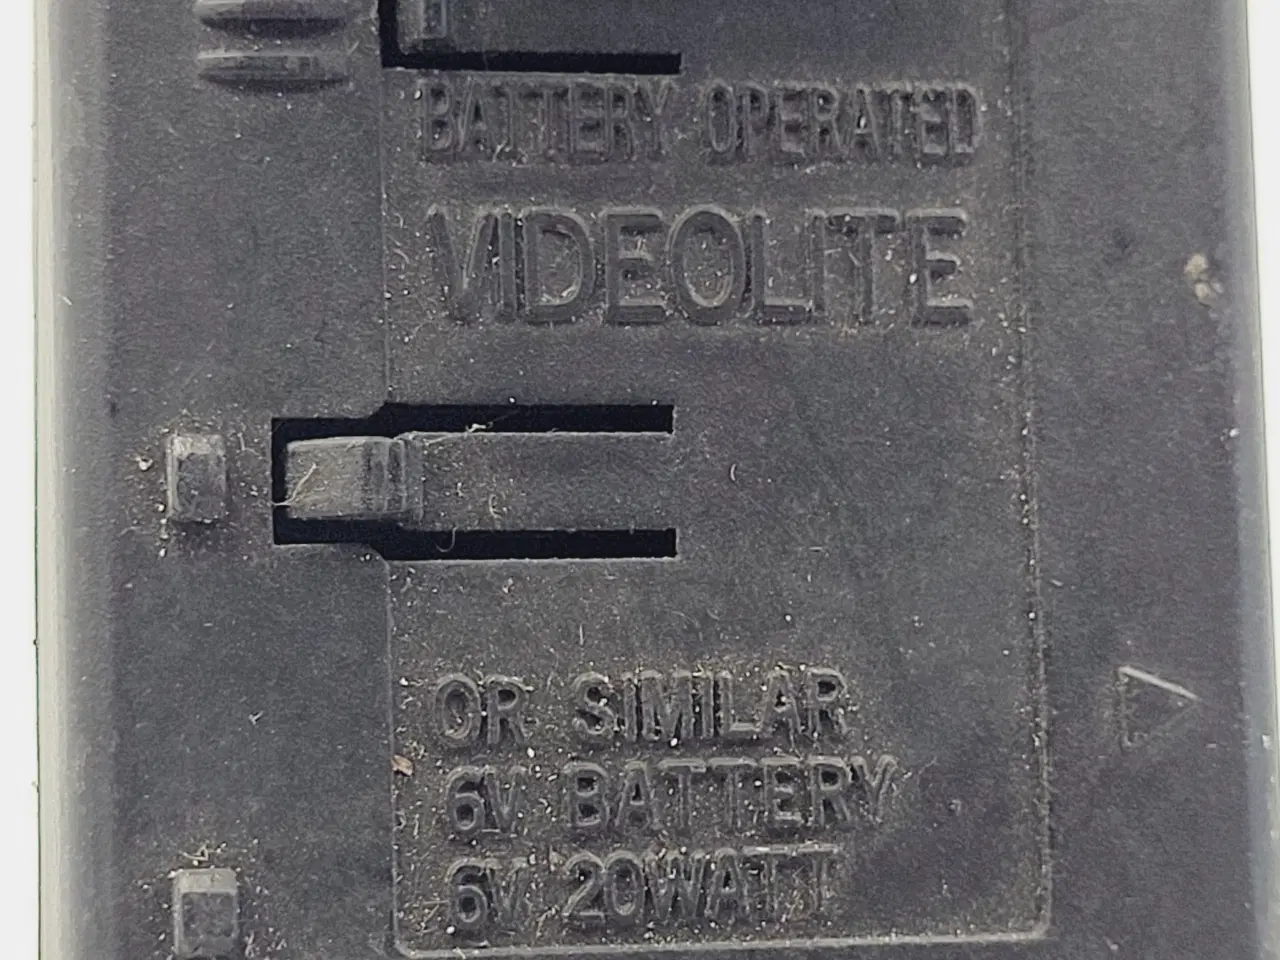 BATTERY OPERATED
VIDEOLITE
OR SIMILAR
6V BATTERY
6V 20WATT